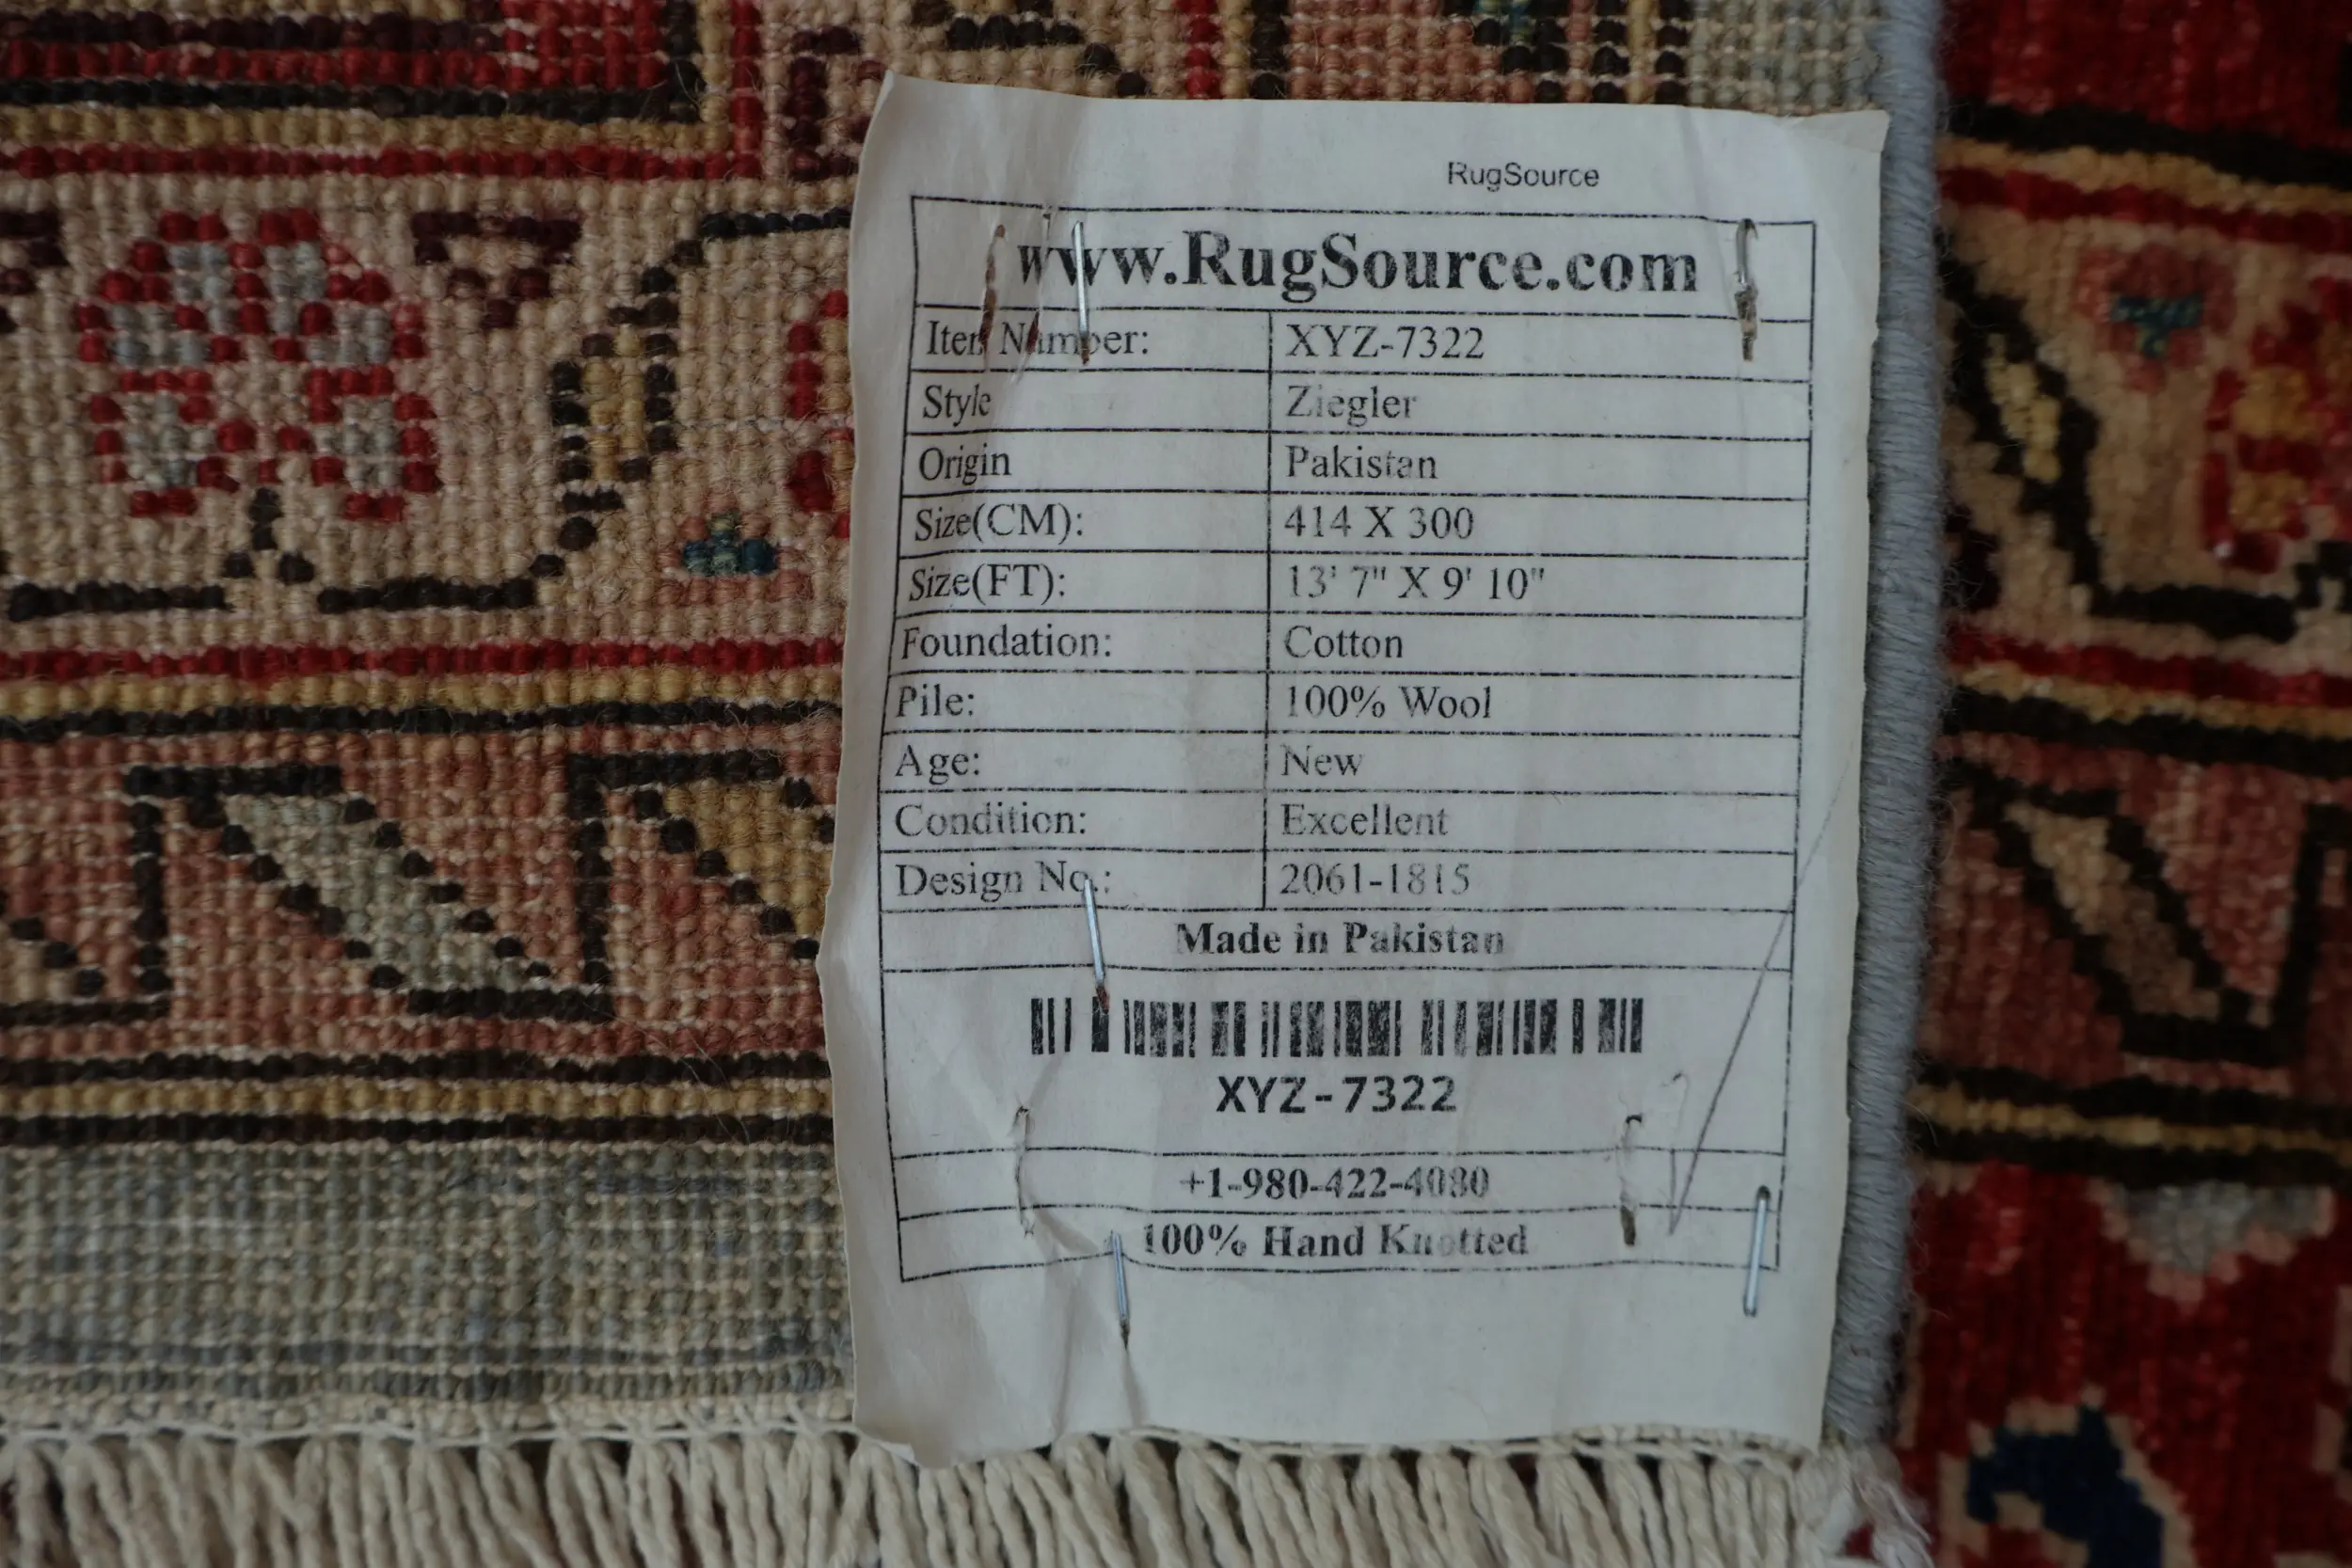 RugSource
www.RugSource.com
Item Number: XYZ-7322
Style Ziegler
Origin Pakistan
Size(CM): 414 X 300
Size(FT): 13' 7" X 9' 10"
Foundation: Cotton
Pile: 100% Wool
Age: New
Condition: Excellent
Design No.: 2061-1815
Made in Pakistan
XYZ-7322
+1-980-422-4080
100% Hand Knotted